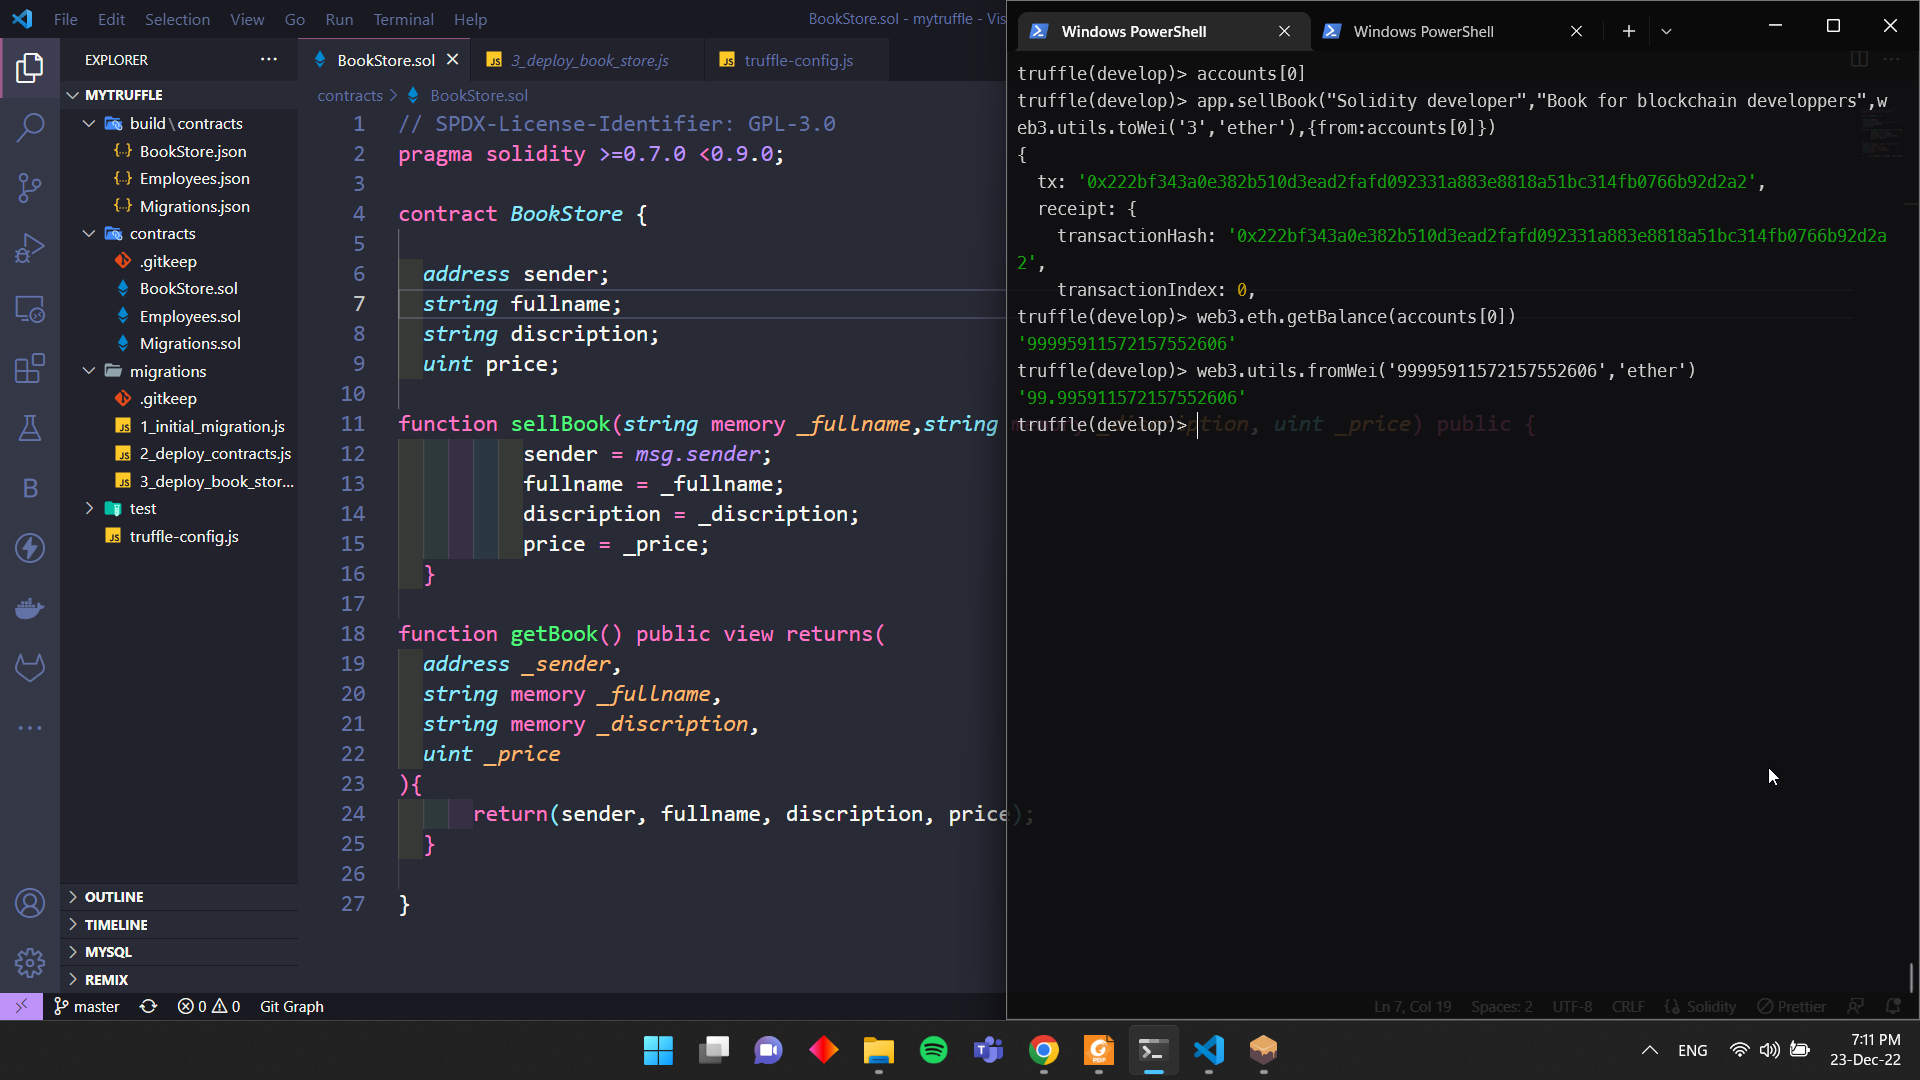 File Edit Selection View Go Run Terminal Help
BookStore.sol - mytruffle - Vis
EXPLORER
MYTRUFFLE
build\contracts
BookStore.json
Employees.json
Migrations.json
contracts
.gitkeep
BookStore.sol
Employees.sol
Migrations.sol
migrations
.gitkeep
1_initial_migration.js
2_deploy_contracts.js
3_deploy_book_stor...
test
truffle-config.js
OUTLINE
TIMELINE
MYSQL
REMIX
BookStore.sol
3_deploy_book_store.js
truffle-config.js
contracts > BookStore.sol
1 // SPDX-License-Identifier: GPL-3.0
2 pragma solidity >=0.7.0 <0.9.0;
3
4 contract BookStore {
5
6 address sender;
7 string fullname;
8 string discription;
9 uint price;
10
11 function sellBook(string memory _fullname,string memory _discription, uint _price) public {
12 sender = msg.sender;
13 fullname = _fullname;
14 discription = _discription;
15 price = _price;
16 }
17
18 function getBook() public view returns(
19 address _sender,
20 string memory _fullname,
21 string memory _discription,
22 uint _price
23 ){
24 return(sender, fullname, discription, price);
25 }
26
27 }
Windows PowerShell
Windows PowerShell
truffle(develop)> accounts[0]
truffle(develop)> app.sellBook("Solidity developer","Book for blockchain developpers",w
eb3.utils.toWei('3','ether'),{from:accounts[0]})
{
tx: '0x222bf343a0e382b510d3ead2fafd092331a883e8818a51bc314fb0766b92d2a2',
receipt: {
transactionHash: '0x222bf343a0e382b510d3ead2fafd092331a883e8818a51bc314fb0766b92d2a
2',
transactionIndex: 0,
truffle(develop)> web3.eth.getBalance(accounts[0])
'99995911572157552606'
truffle(develop)> web3.utils.fromWei('99995911572157552606','ether')
'99.995911572157552606'
truffle(develop)>
master
0 0
Git Graph
Ln 7, Col 19
Spaces: 2
UTF-8
CRLF
Solidity
Prettier
ENG
7:11 PM
23-Dec-22